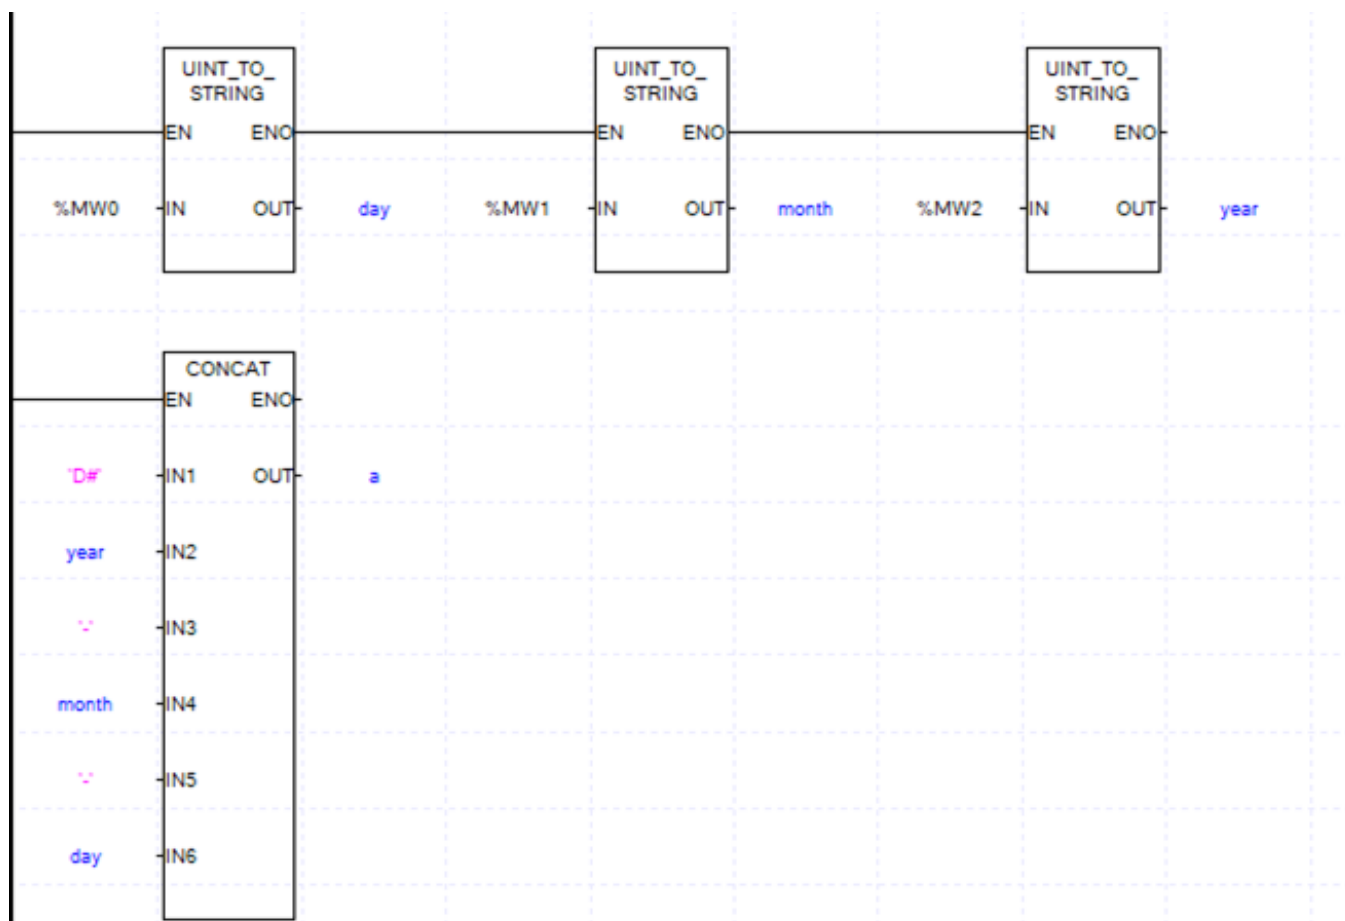 UINT_TO_ UINT_TO_ UINT_TO_
STRING STRING STRING
EN ENO EN ENO EN ENO
%MW0 IN OUT day %MW1 IN OUT month %MW2 IN OUT year
CONCAT
EN ENO
'D#' IN1 OUT a
year IN2
'-' IN3
month IN4
'-' IN5
day IN6